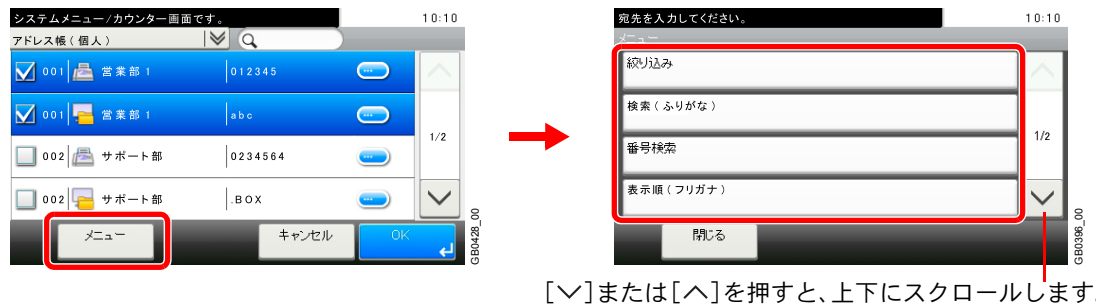 システムメニュー/カウンター画面です。 10:10
アドレス帳(個人)
001 営業部 1 012345
001 営業部 1 abc
002 サポート部 0234564
002 サポート部 .BOX
1/2
メニュー キャンセル OK
GB0428_00
宛先を入力してください。 10:10
メニュー
絞り込み
検索(ふりがな)
番号検索
表示順(フリガナ)
1/2
閉じる
GB0396_00
[∨]または[∧]を押すと、上下にスクロールします。